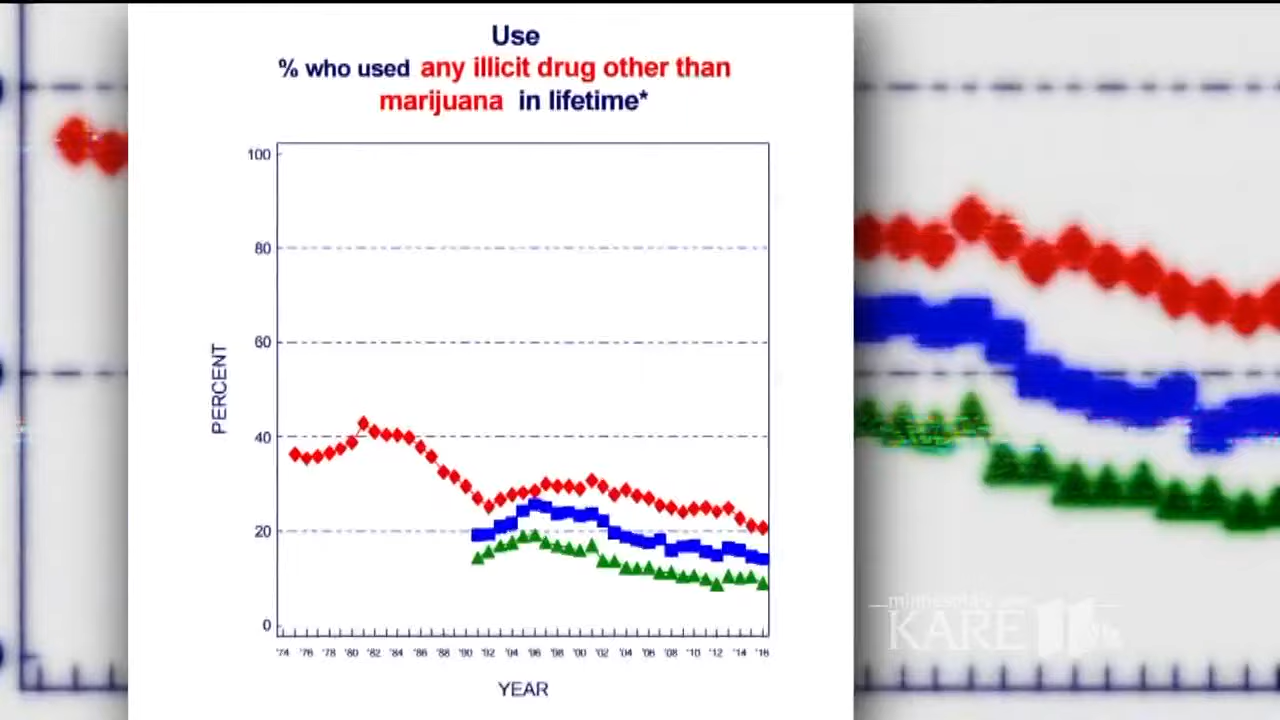 Use
% who used any illicit drug other than
marijuana in lifetime*
100
80
60
40
20
0
PERCENT
'74 '76 '78 '80 '82 '84 '86 '88 '90 '92 '94 '96 '98 '00 '02 '04 '06 '08 '10 '12 '14 '16
YEAR
KARE 11